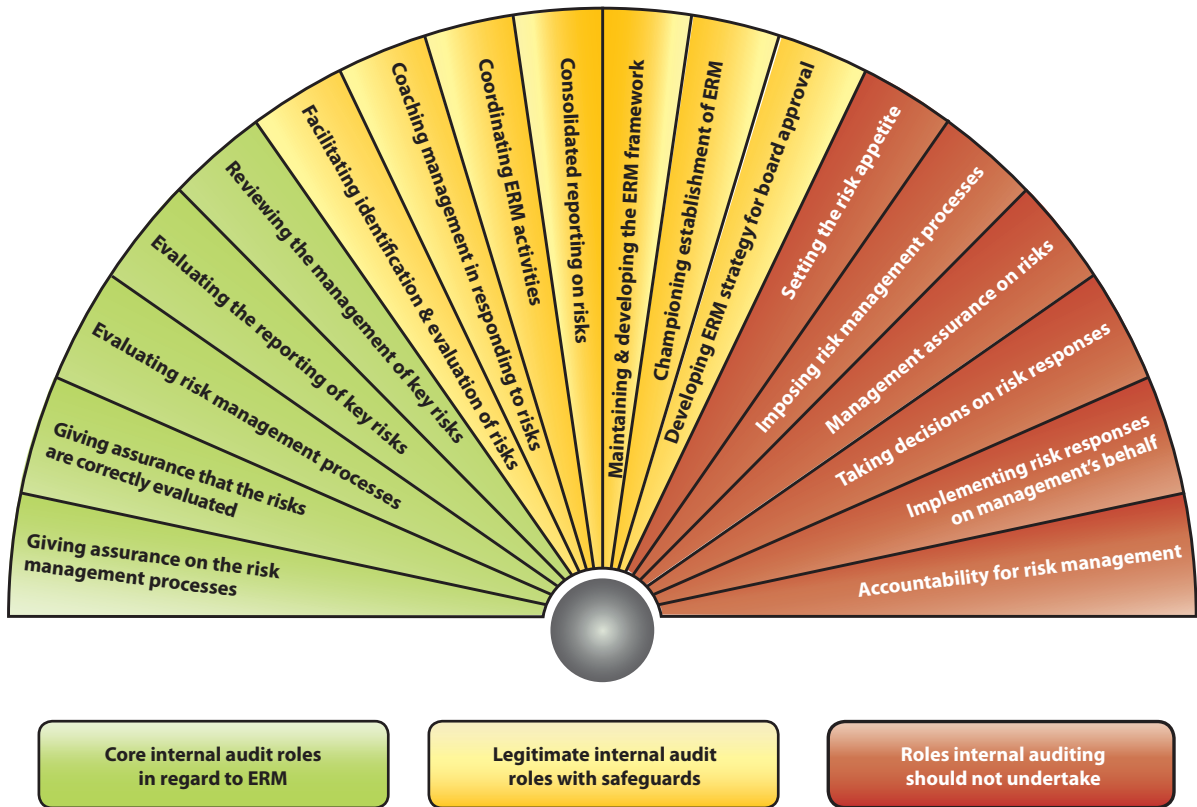 Giving assurance on the risk
management processes
Giving assurance that the risks
are correctly evaluated
Evaluating risk management processes
Evaluating the reporting of key risks
Reviewing the management of key risks
Facilitating identification & evaluation of risks
Coaching management in responding to risks
Coordinating ERM activities
Consolidated reporting on risks
Maintaining & developing the ERM framework
Championing establishment of ERM
Developing ERM strategy for board approval
Setting the risk appetite
Imposing risk management processes
Management assurance on risks
Taking decisions on risk responses
Implementing risk responses
on management's behalf
Accountability for risk management
Core internal audit roles
in regard to ERM
Legitimate internal audit
roles with safeguards
Roles internal auditing
should not undertake